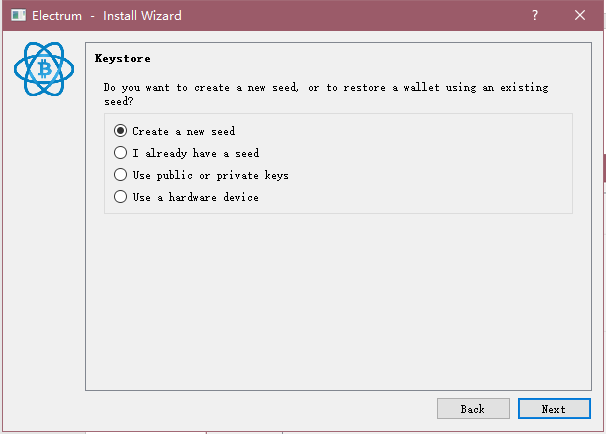 Electrum - Install Wizard
?
Keystore
Do you want to create a new seed, or to restore a wallet using an existing
seed?
Create a new seed
I already have a seed
Use public or private keys
Use a hardware device
Back Next